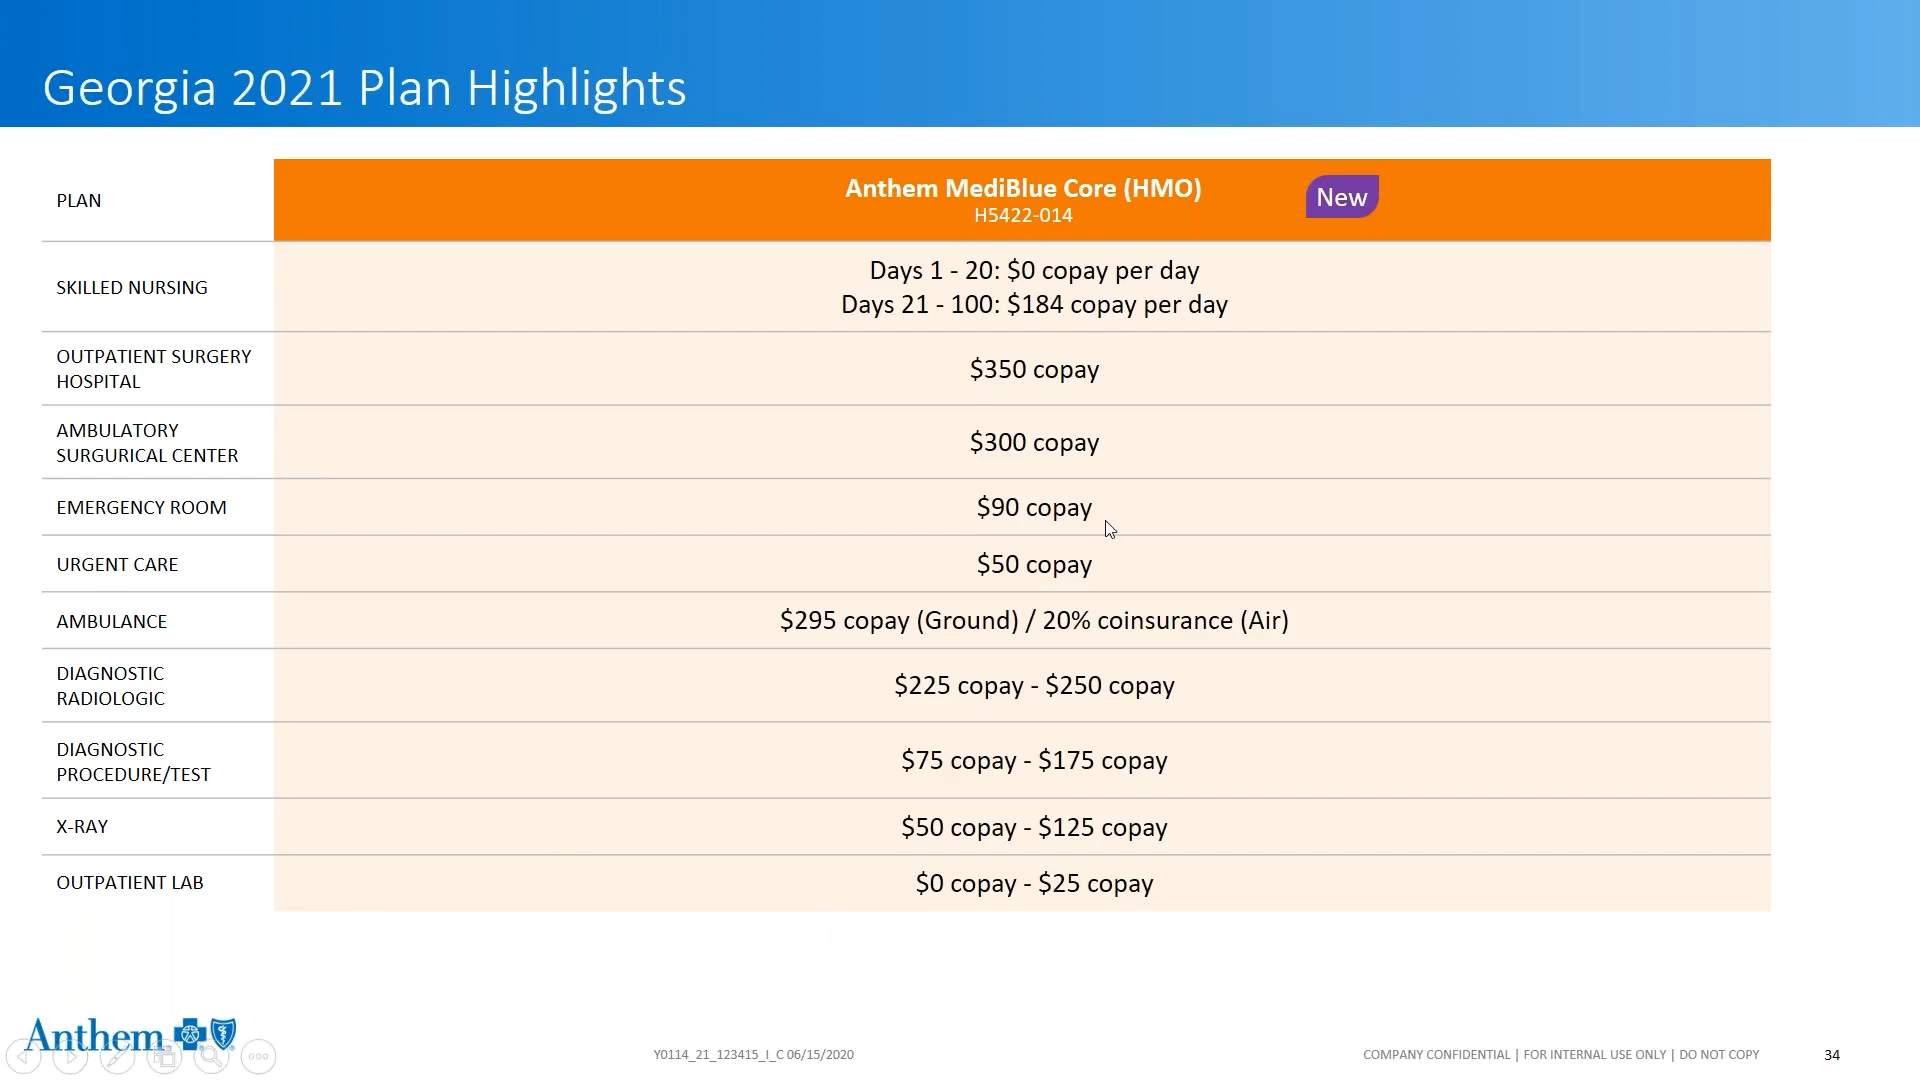 Georgia 2021 Plan Highlights
PLAN
Anthem MediBlue Core (HMO)
H5422-014
New
SKILLED NURSING
Days 1 - 20: $0 copay per day
Days 21 - 100: $184 copay per day
OUTPATIENT SURGERY
HOSPITAL
$350 copay
AMBULATORY
SURGURICAL CENTER
$300 copay
EMERGENCY ROOM
$90 copay
URGENT CARE
$50 copay
AMBULANCE
$295 copay (Ground) / 20% coinsurance (Air)
DIAGNOSTIC
RADIOLOGIC
$225 copay - $250 copay
DIAGNOSTIC
PROCEDURE/TEST
$75 copay - $175 copay
X-RAY
$50 copay - $125 copay
OUTPATIENT LAB
$0 copay - $25 copay
Anthem
Y0114_21_123415_I_C 06/15/2020
COMPANY CONFIDENTIAL | FOR INTERNAL USE ONLY | DO NOT COPY
34